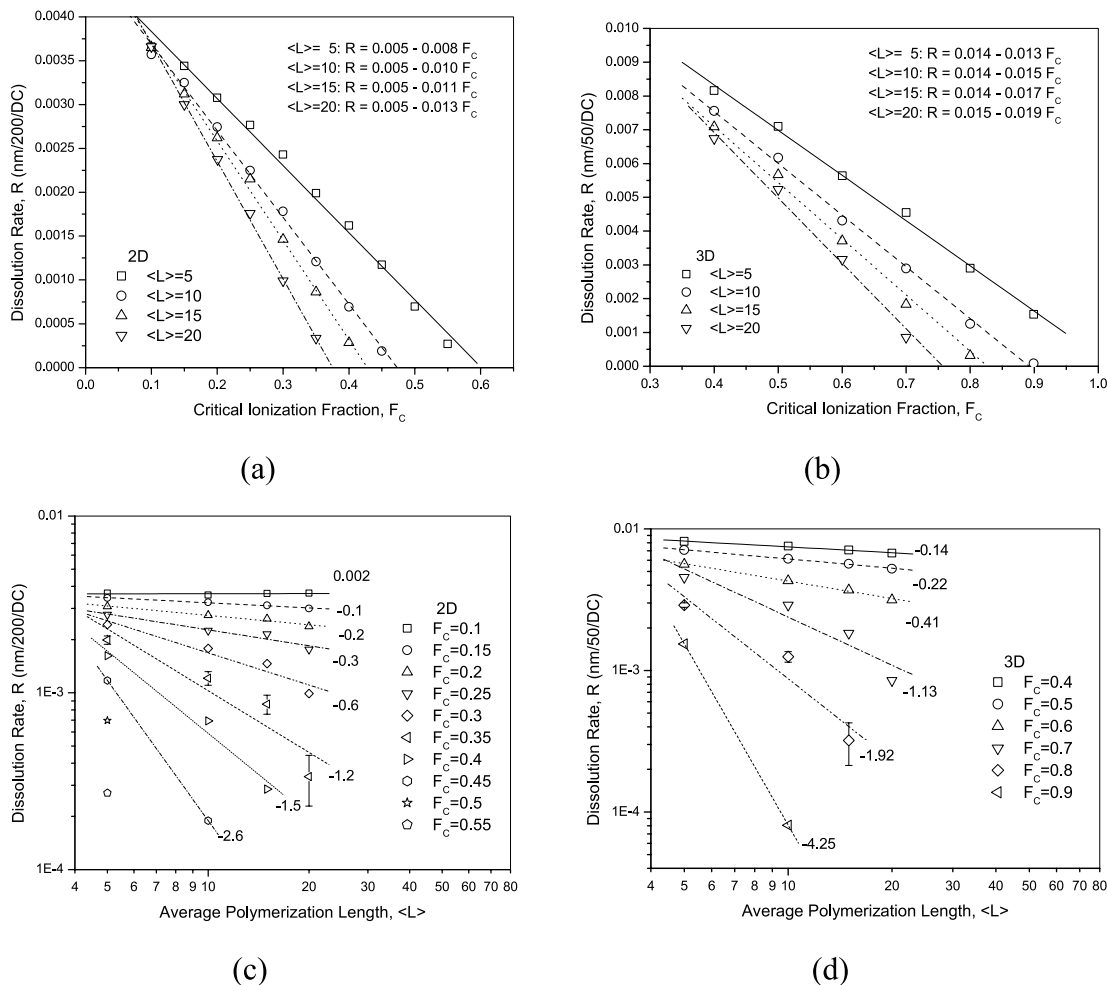 <L>= 5: R = 0.005 - 0.008 F_C
<L>=10: R = 0.005 - 0.010 F_C
<L>=15: R = 0.005 - 0.011 F_C
<L>=20: R = 0.005 - 0.013 F_C
0.0040
0.0035
0.0030
0.0025
0.0020
0.0015
0.0010
0.0005
0.0000
Dissolution Rate, R (nm/200/DC)
2D
<L>=5
<L>=10
<L>=15
<L>=20
0.0 0.1 0.2 0.3 0.4 0.5 0.6
Critical Ionization Fraction, F_C
(a)
<L>= 5: R = 0.014 - 0.013 F_C
<L>=10: R = 0.014 - 0.015 F_C
<L>=15: R = 0.014 - 0.017 F_C
<L>=20: R = 0.015 - 0.019 F_C
0.010
0.009
0.008
0.007
0.006
0.005
0.004
0.003
0.002
0.001
0.000
Dissolution Rate, R (nm/50/DC)
3D
<L>=5
<L>=10
<L>=15
<L>=20
0.3 0.4 0.5 0.6 0.7 0.8 0.9 1.0
Critical Ionization Fraction, F_C
(b)
0.01
1E-3
1E-4
Dissolution Rate, R (nm/200/DC)
0.002
-0.1
-0.2
-0.3
-0.6
-1.2
-1.5
-2.6
2D
F_C=0.1
F_C=0.15
F_C=0.2
F_C=0.25
F_C=0.3
F_C=0.35
F_C=0.4
F_C=0.45
F_C=0.5
F_C=0.55
4 5 6 7 8 9 10 20 30 40 50 60 70 80
Average Polymerization Length, <L>
(c)
0.01
1E-3
1E-4
Dissolution Rate, R (nm/50/DC)
-0.14
-0.22
-0.41
-1.13
-1.92
-4.25
3D
F_C=0.4
F_C=0.5
F_C=0.6
F_C=0.7
F_C=0.8
F_C=0.9
4 5 6 7 8 9 10 20 30 40 50 60 70 80
Average Polymerization Length, <L>
(d)